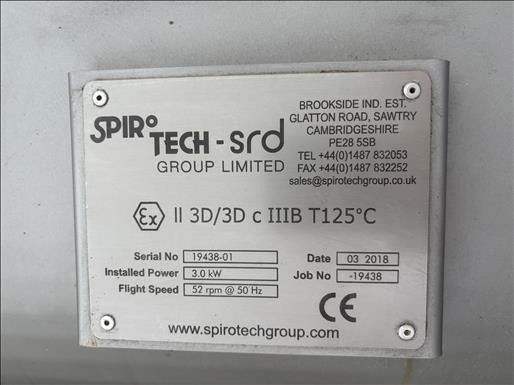 SPIRO
TECH - srd
GROUP LIMITED
BROOKSIDE IND. EST.
GLATTON ROAD, SAWTRY
CAMBRIDGESHIRE
PE28 5SB
TEL +44(0)1487 832053
FAX +44(0)1487 832252
sales@spirotechgroup.co.uk
Ex II 3D/3D c IIIB T125°C
Serial No 19438-01 Date 03 2018
Installed Power 3.0 kW Job No -19438
Flight Speed 52 rpm @ 50 Hz
CE
www.spirotechgroup.com